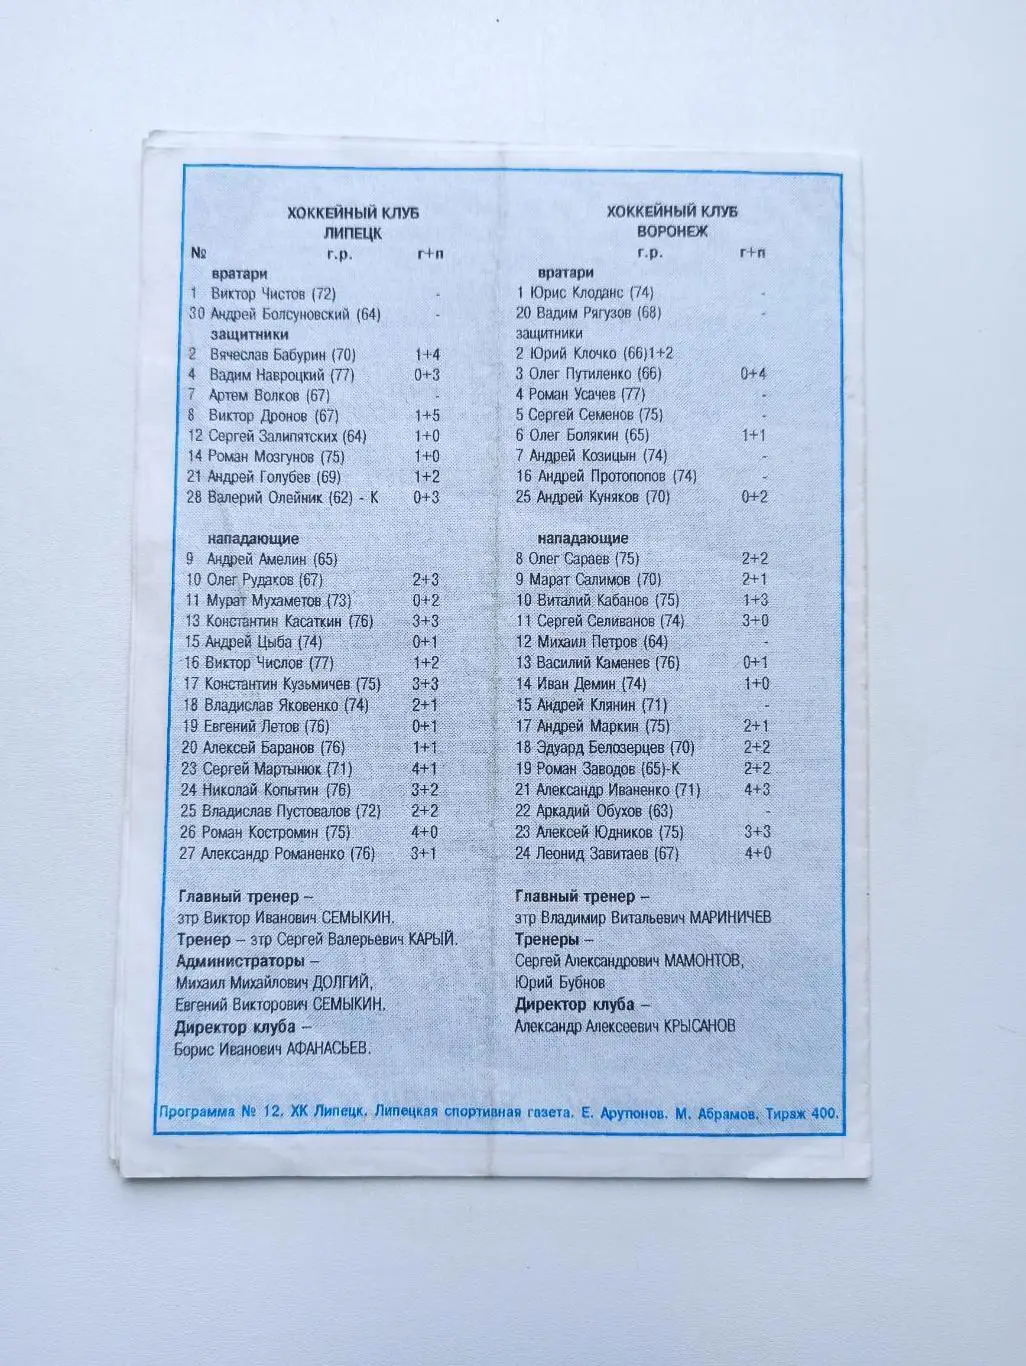 ХОККЕЙНЫЙ КЛУБ
ЛИПЕЦК
№ г.р. г+п
вратари
1 Виктор Чистов (72) -
30 Андрей Болсуновский (64) -
защитники
2 Вячеслав Бабурин (70) 1+4
4 Вадим Навроцкий (77) 0+3
7 Артем Волков (67) -
8 Виктор Дронов (67) 1+5
12 Сергей Залипятских (64) 1+0
14 Роман Мозгунов (75) 1+0
21 Андрей Голубев (69) 1+2
28 Валерий Олейник (62) - К 0+3
нападающие
9 Андрей Амелин (65)
10 Олег Рудаков (67) 2+3
11 Мурат Мухаметов (73) 0+2
13 Константин Касаткин (76) 3+3
15 Андрей Цыба (74) 0+1
16 Виктор Числов (77) 1+2
17 Константин Кузьмичев (75) 3+3
18 Владислав Яковенко (74) 2+1
19 Евгений Летов (76) 0+1
20 Алексей Баранов (76) 1+1
23 Сергей Мартынюк (71) 4+1
24 Николай Копытин (76) 3+2
25 Владислав Пустовалов (72) 2+2
26 Роман Костромин (75) 4+0
27 Александр Романенко (76) 3+1
Главный тренер –
зтр Виктор Иванович СЕМЫКИН.
Тренер – зтр Сергей Валерьевич КАРЫЙ.
Администраторы –
Михаил Михайлович ДОЛГИЙ,
Евгений Викторович СЕМЫКИН.
Директор клуба –
Борис Иванович АФАНАСЬЕВ.
ХОККЕЙНЫЙ КЛУБ
ВОРОНЕЖ
г.р. г+п
вратари
1 Юрис Клоданс (74) -
20 Вадим Рягузов (68) -
защитники
2 Юрий Клочко (66)1+2
3 Олег Путиленко (66) 0+4
4 Роман Усачев (77) -
5 Сергей Семенов (75) -
6 Олег Болякин (65) 1+1
7 Андрей Козицын (74) -
16 Андрей Протопопов (74) -
25 Андрей Куняков (70) 0+2
нападающие
8 Олег Сараев (75) 2+2
9 Марат Салимов (70) 2+1
10 Виталий Кабанов (75) 1+3
11 Сергей Селиванов (74) 3+0
12 Михаил Петров (64) -
13 Василий Каменев (76) 0+1
14 Иван Демин (74) 1+0
15 Андрей Клянин (71) -
17 Андрей Маркин (75) 2+1
18 Эдуард Белозерцев (70) 2+2
19 Роман Заводов (65)-К 2+2
21 Александр Иваненко (71) 4+3
22 Аркадий Обухов (63) -
23 Алексей Юдников (75) 3+3
24 Леонид Завитаев (67) 4+0
Главный тренер –
зтр Владимир Витальевич МАРИНИЧЕВ
Тренеры –
Сергей Александрович МАМОНТОВ,
Юрий Бубнов
Директор клуба –
Александр Алексеевич КРЫСАНОВ
Программа № 12. ХК Липецк. Липецкая спортивная газета. Е. Арупонов. М. Абрамов. Тираж 400.